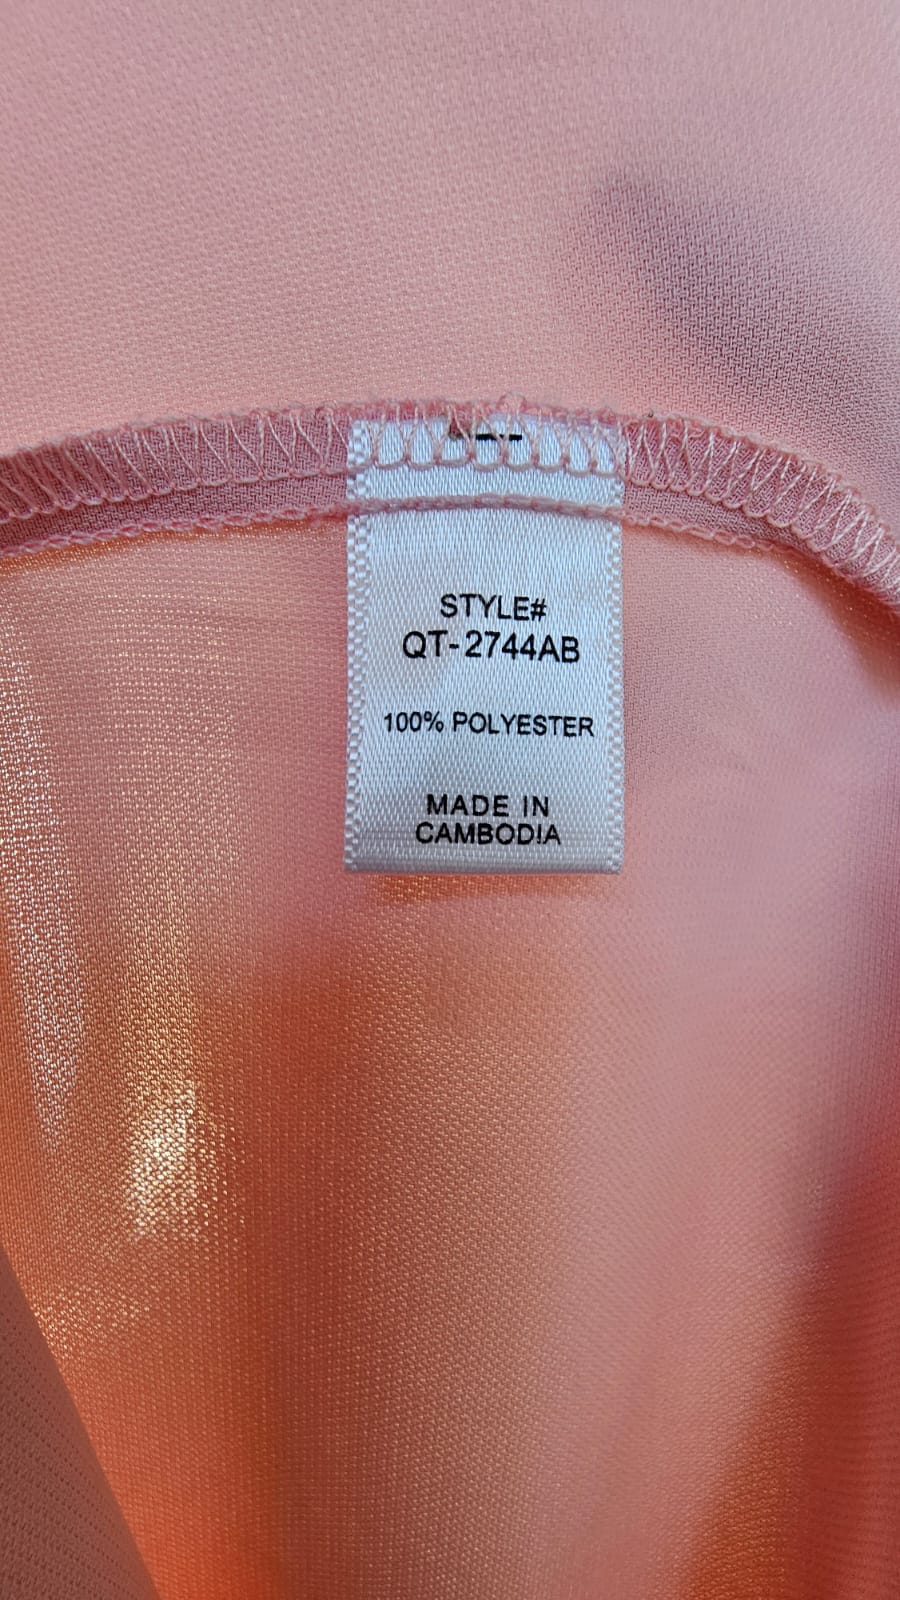 STYLE#
QT-2744AB
100% POLYESTER
MADE IN
CAMBODIA